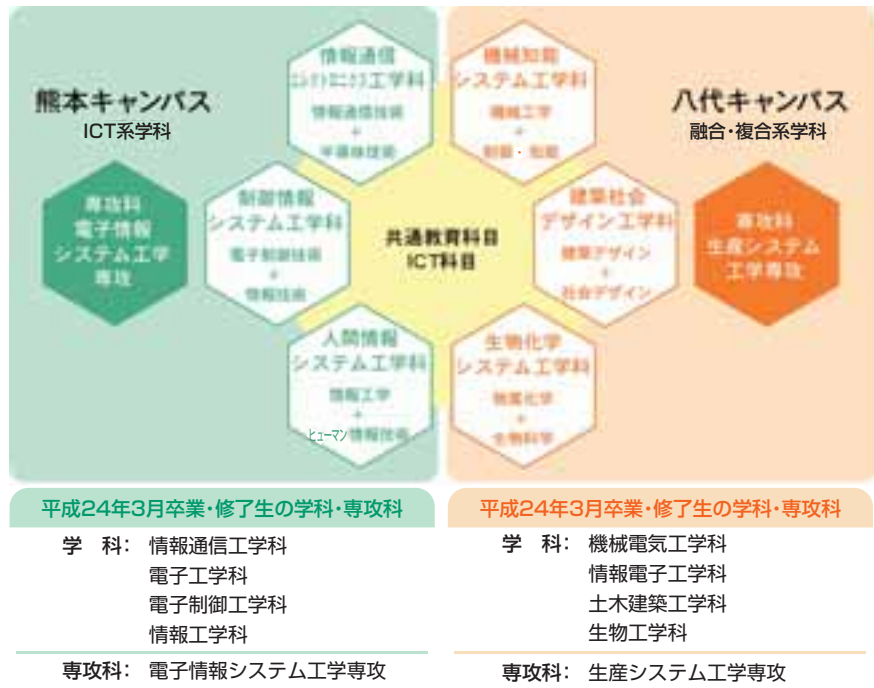 熊本キャンパス
ICT系学科
専攻科
電子情報
システム工学
専攻
情報通信
エレクトロニクス工学科
情報通信技術
+
半導体技術
制御情報
システム工学科
電子制御技術
+
情報技術
人間情報
システム工学科
情報工学
+
ヒューマン情報技術
共通教育科目
ICT科目
機械知能
システム工学科
機械工学
+
制御・知能
建築社会
デザイン工学科
建築デザイン
+
社会デザイン
生物化学
システム工学科
+
生物科学
八代キャンパス
融合・複合系学科
専攻科
生産システム
工学専攻
平成24年3月卒業・修了生の学科・専攻科
学 科: 情報通信工学科
電子工学科
電子制御工学科
情報工学科
専攻科: 電子情報システム工学専攻
平成24年3月卒業・修了生の学科・専攻科
学 科: 機械電気工学科
情報電子工学科
土木建築工学科
生物工学科
専攻科: 生産システム工学専攻